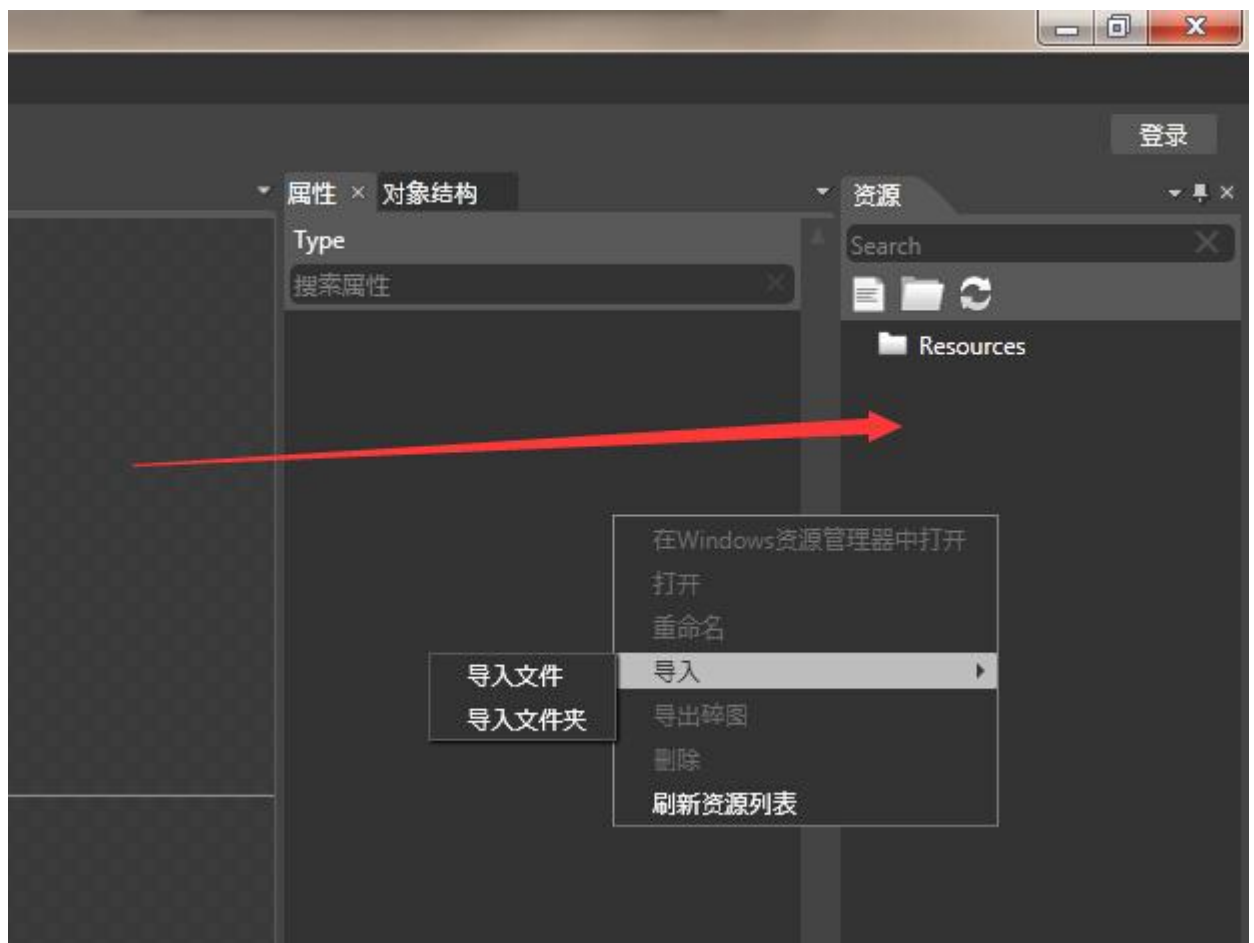 登录
属性 对象结构
资源
Type
搜索属性
Search
Resources
在Windows资源管理器中打开
打开
重命名
导入
导入文件
导入文件夹
导出碎图
删除
刷新资源列表